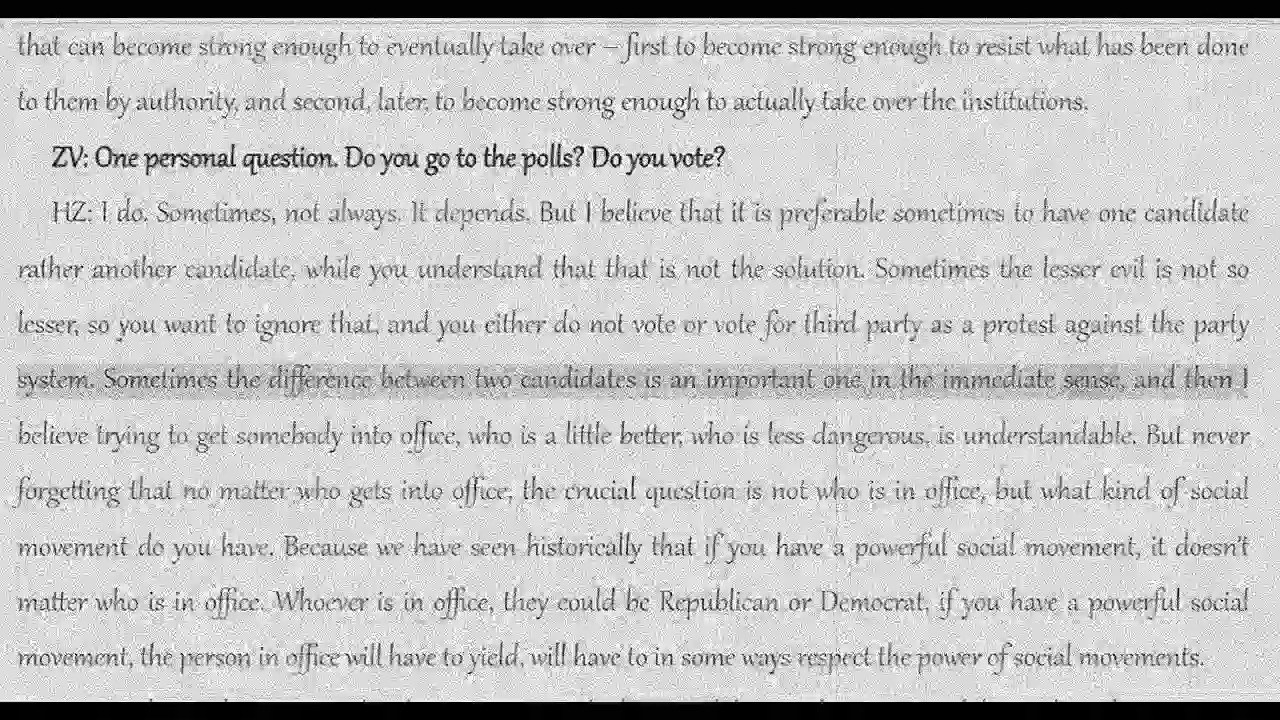 that can become strong enough to eventually take over – first to become strong enough to resist what has been done
to them by authority, and second, later, to become strong enough to actually take over the institutions.
ZV: One personal question. Do you go to the polls? Do you vote?
HZ: I do. Sometimes, not always. It depends. But I believe that it is preferable sometimes to have one candidate
rather another candidate, while you understand that that is not the solution. Sometimes the lesser evil is not so
lesser, so you want to ignore that, and you either do not vote or vote for third party as a protest against the party
system. Sometimes the difference between two candidates is an important one in the immediate sense, and then I
believe trying to get somebody into office, who is a little better, who is less dangerous, is understandable. But never
forgetting that no matter who gets into office, the crucial question is not who is in office, but what kind of social
movement do you have. Because we have seen historically that if you have a powerful social movement, it doesn't
matter who is in office. Whoever is in office, they could be Republican or Democrat, if you have a powerful social
movement, the person in office will have to yield, will have to in some ways respect the power of social movements.